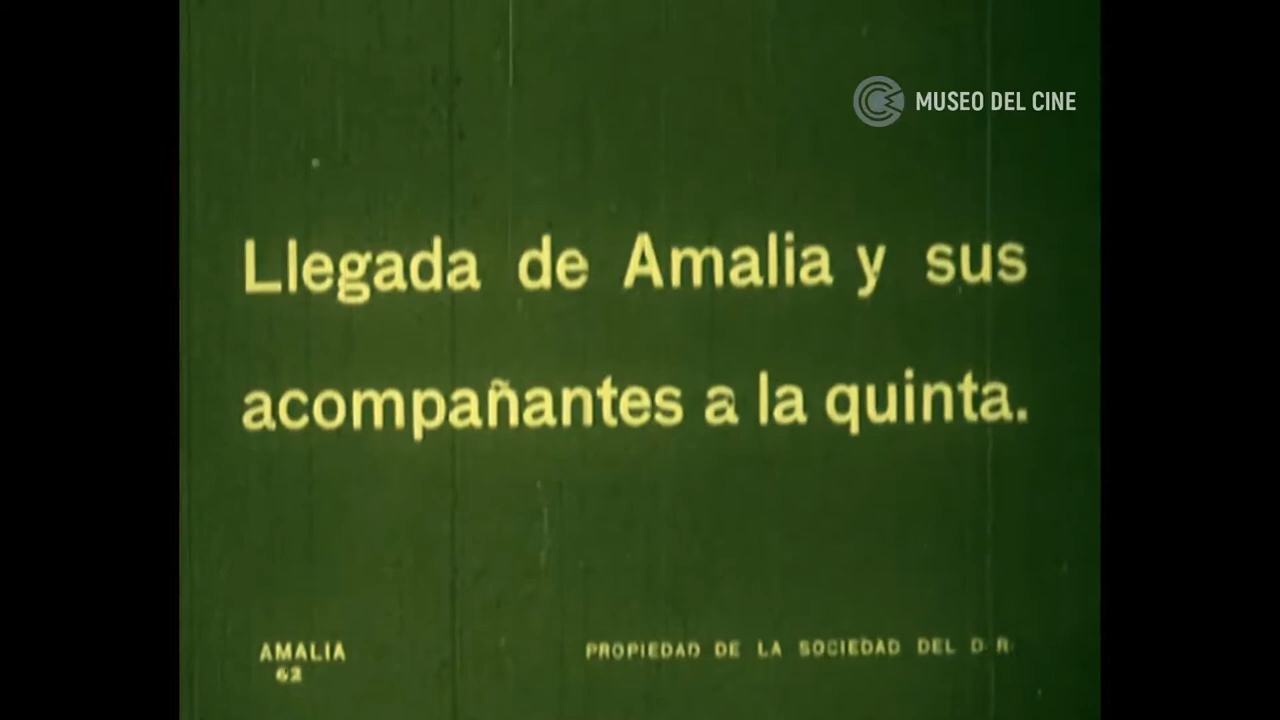 MUSEO DEL CINE
Llegada de Amalia y sus
acompañantes a la quinta.
AMALIA
62
PROPIEDAD DE LA SOCIEDAD DEL D. R.